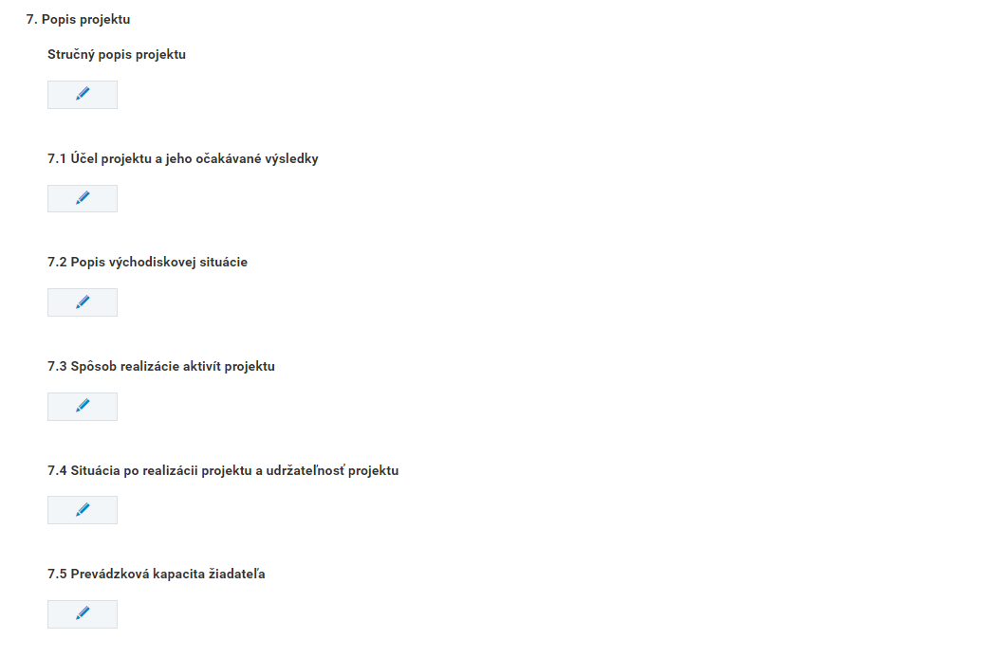 7. Popis projektu
Stručný popis projektu
7.1 Účel projektu a jeho očakávané výsledky
7.2 Popis východiskovej situácie
7.3 Spôsob realizácie aktivít projektu
7.4 Situácia po realizácii projektu a udržateľnosť projektu
7.5 Prevádzková kapacita žiadateľa